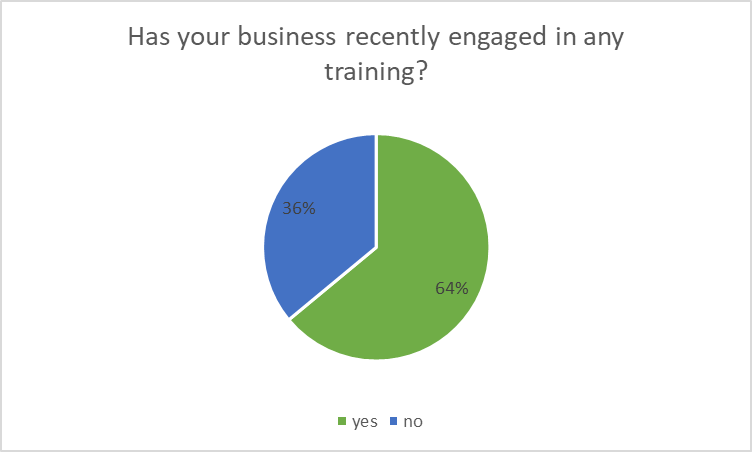 Has your business recently engaged in any
training?
36%
64%
yes no